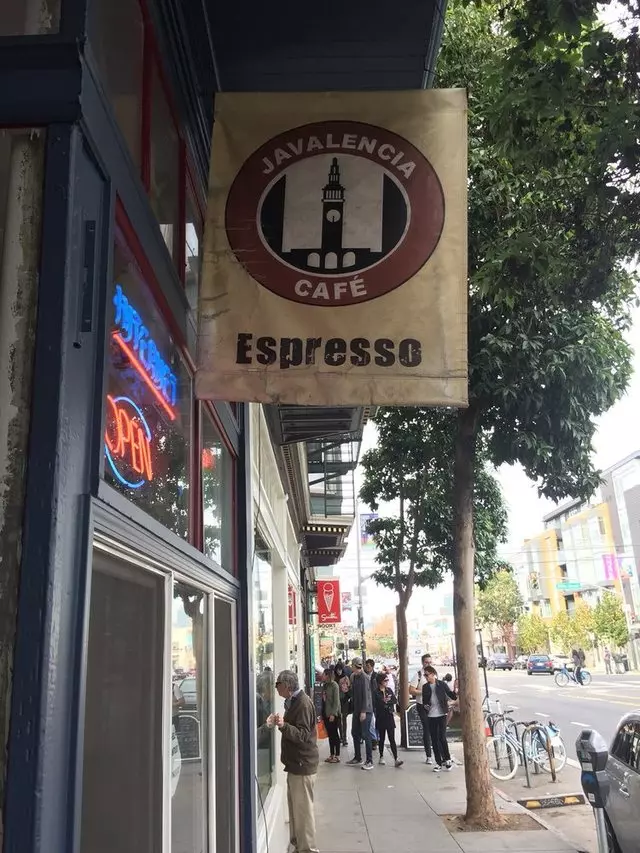 JAVALENCIA
CAFÉ
Espresso
OPEN